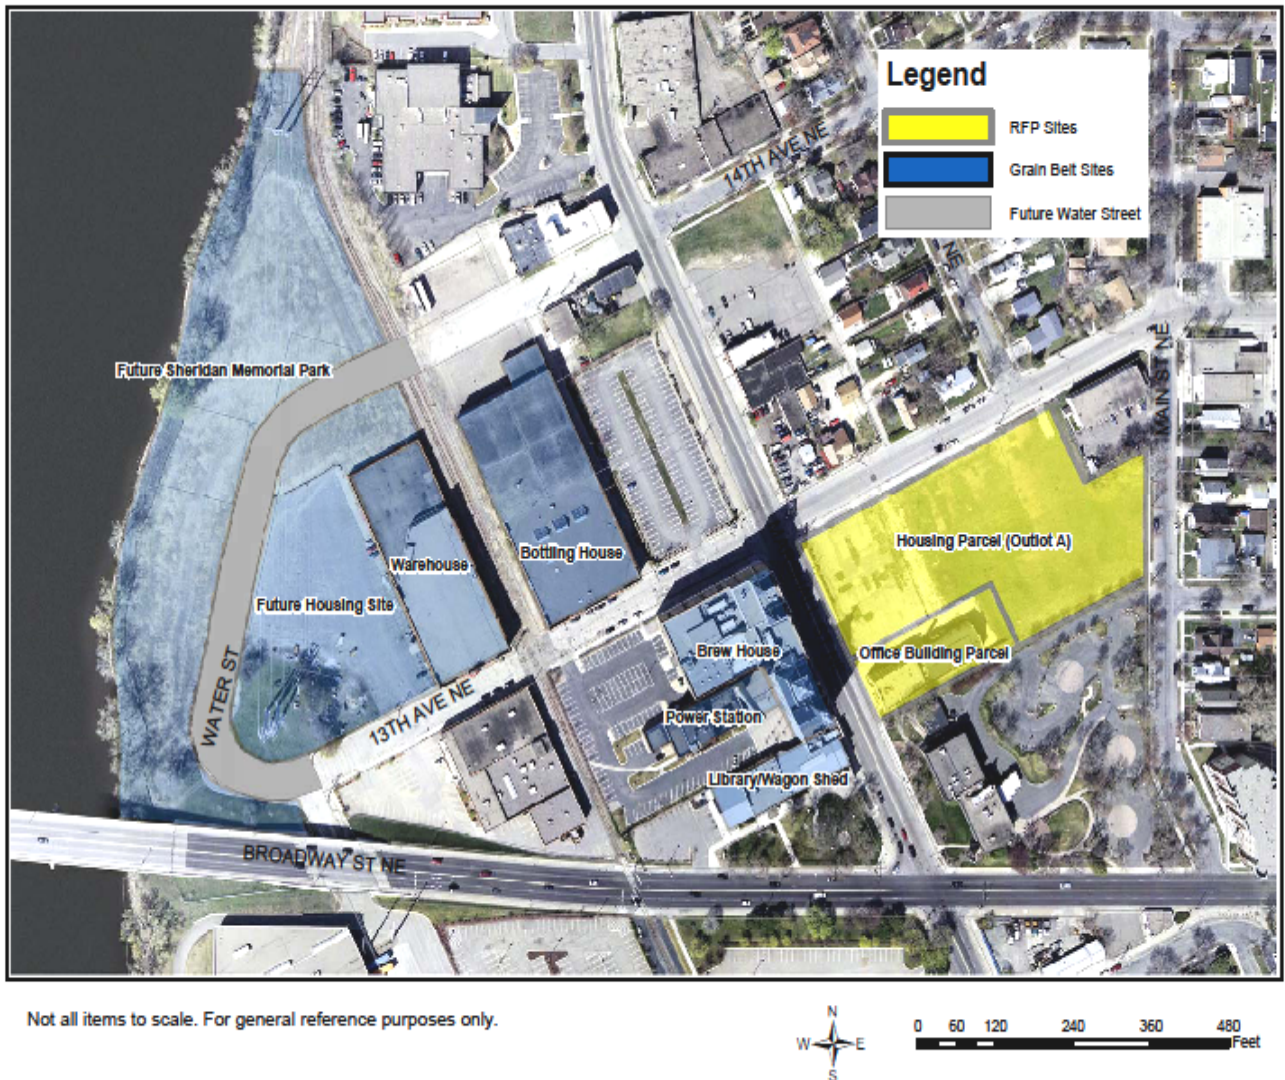 Legend
RFP Sites
Grain Belt Sites
Future Water Street
14TH AVE NE
NE
MAIN ST NE
Future Sheridan Memorial Park
Housing Parcel (Outlot A)
Bottling House
Warehouse
Future Housing Site
Brew House
Office Building Parcel
WATER ST
13TH AVE NE
Power Station
Library/Wagon Shed
BROADWAY ST NE
Not all items to scale. For general reference purposes only.
N
W E
S
0 60 120 240 360 480
Feet